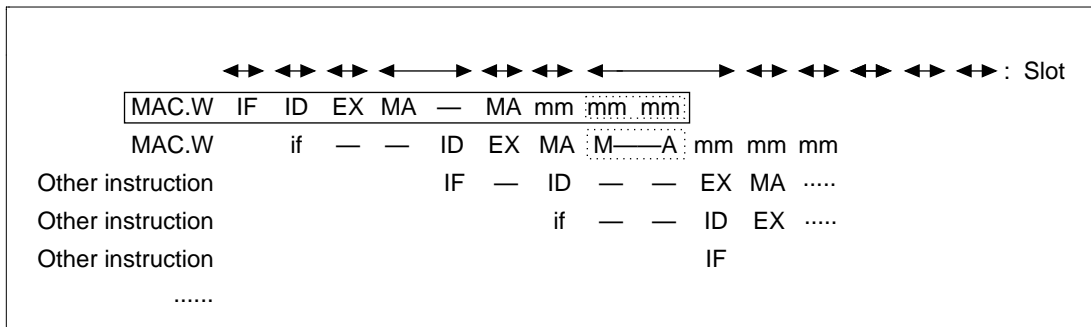 : Slot
MAC.W IF ID EX MA — MA mm mm mm
MAC.W if — — ID EX MA M——A mm mm mm
Other instruction IF — ID — — EX MA .....
Other instruction if — — ID EX .....
Other instruction IF
......